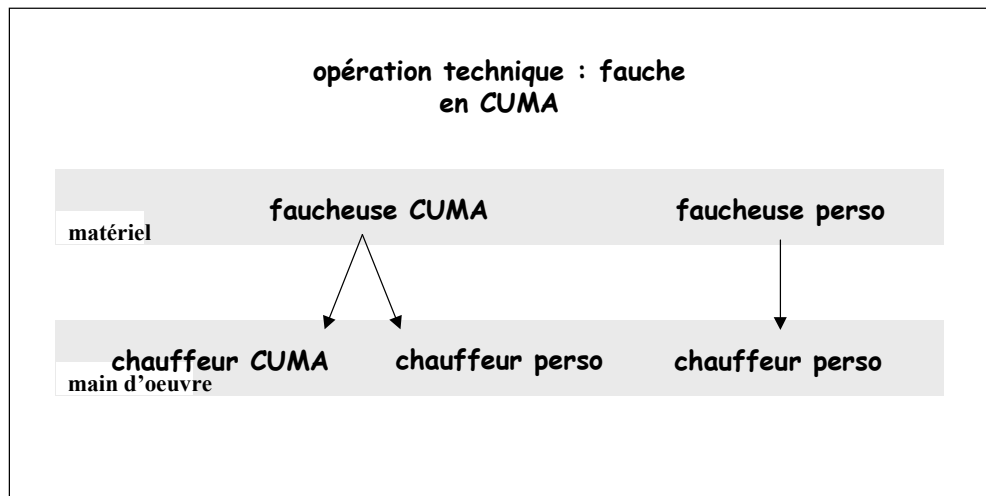 opération technique : fauche
en CUMA
faucheuse CUMA faucheuse perso
matériel
chauffeur CUMA chauffeur perso chauffeur perso
main d’oeuvre